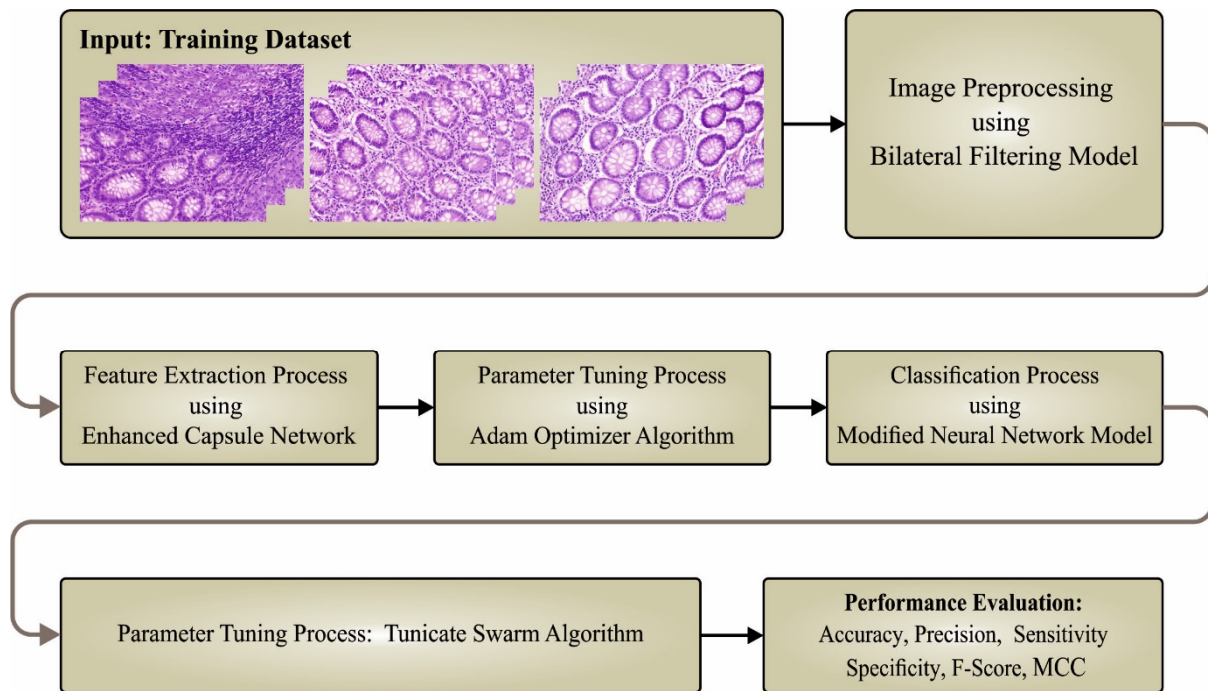 Input: Training Dataset
Image Preprocessing
using
Bilateral Filtering Model
Feature Extraction Process
using
Enhanced Capsule Network
Parameter Tuning Process
using
Adam Optimizer Algorithm
Classification Process
using
Modified Neural Network Model
Parameter Tuning Process: Tunicate Swarm Algorithm
Performance Evaluation:
Accuracy, Precision, Sensitivity
Specificity, F-Score, MCC